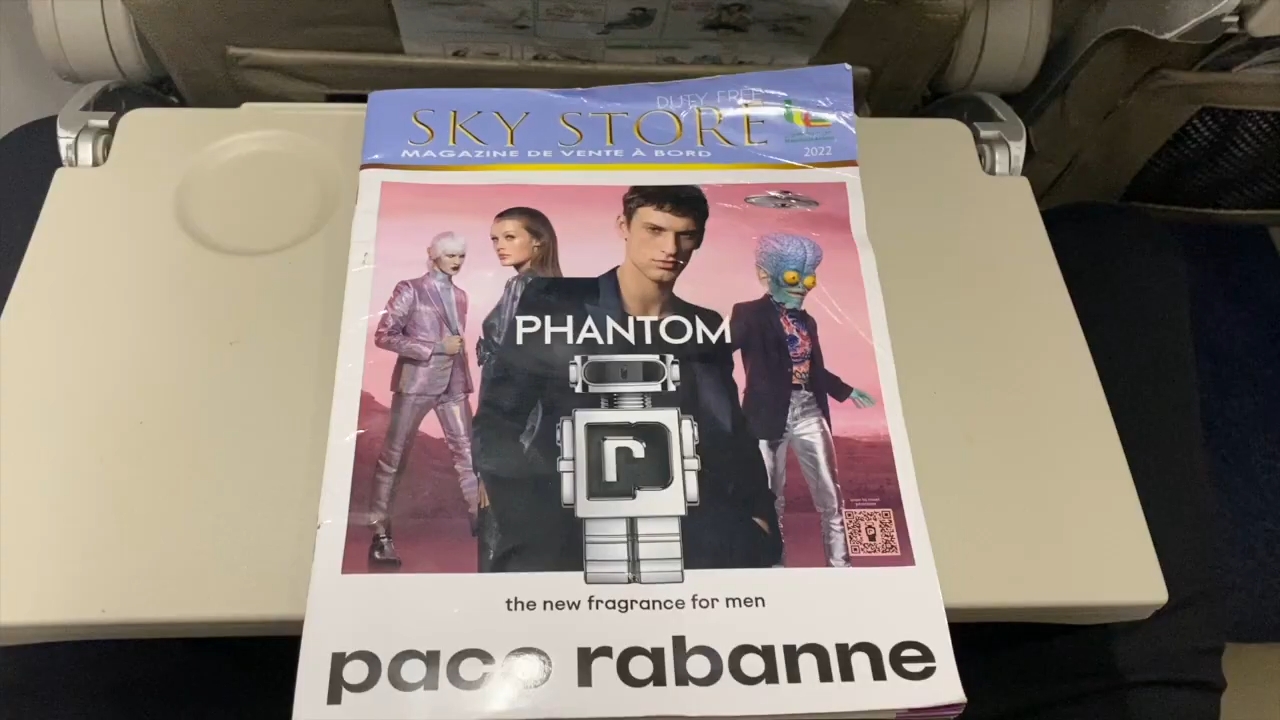 DUTY FREE
SKY STORE
MAGAZINE DE VENTE À BORD
2022
PHANTOM
the new fragrance for men
paco rabanne